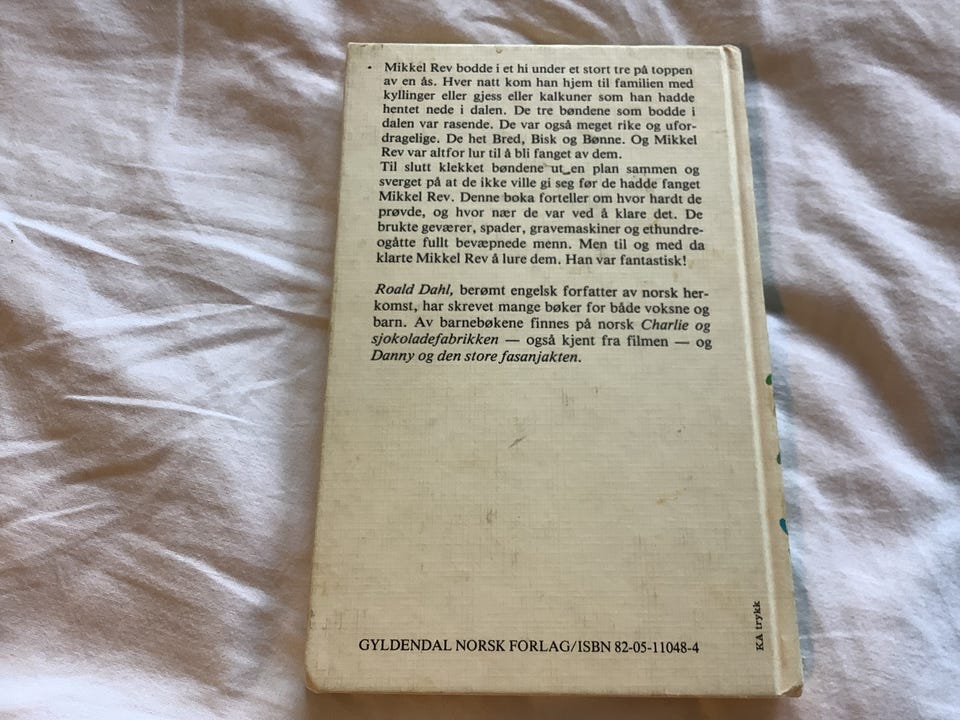 Mikkel Rev bodde i et hi under et stort tre på toppen
av en ås. Hver natt kom han hjem til familien med
kyllinger eller gjess eller kalkuner som han hadde
hentet nede i dalen. De tre bøndene som bodde i
dalen var rasende. De var også meget rike og ufor-
dragelige. De het Bred, Bisk og Bønne. Og Mikkel
Rev var altfor lur til å bli fanget av dem.
Til slutt klekket bøndene ut en plan sammen og
sverget på at de ikke ville gi seg før de hadde fanget
Mikkel Rev. Denne boka forteller om hvor hardt de
prøvde, og hvor nær de var ved å klare det. De
brukte geværer, spader, gravemaskiner og ethundre-
ogåtte fullt bevæpnede menn. Men til og med da
klarte Mikkel Rev å lure dem. Han var fantastisk!
Roald Dahl, berømt engelsk forfatter av norsk her-
komst, har skrevet mange bøker for både voksne og
barn. Av barnebøkene finnes på norsk Charlie og
sjokoladefabrikken — også kjent fra filmen — og
Danny og den store fasanjakten.
GYLDENDAL NORSK FORLAG/ISBN 82-05-11048-4
KA trykk